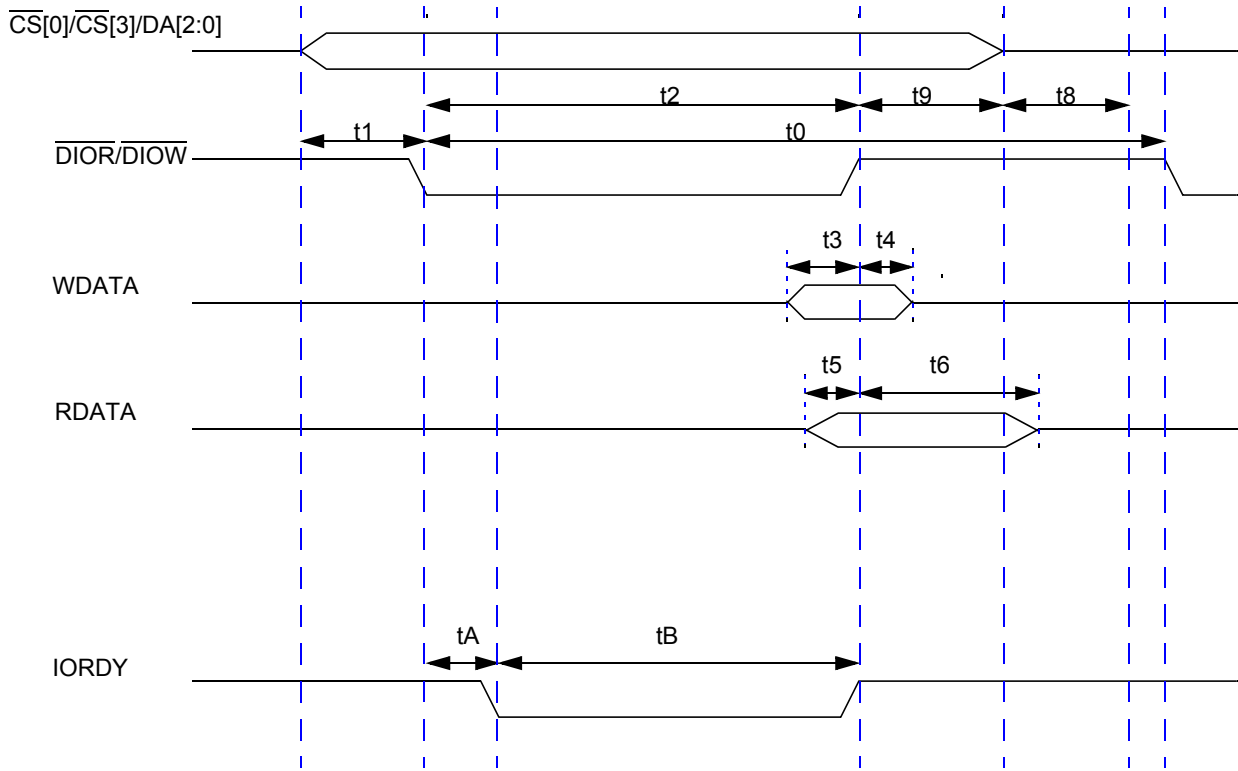 CS[0]/CS[3]/DA[2:0]
t2 t9 t8
t1 t0
DIOR/DIOW
t3 t4
WDATA
t5 t6
RDATA
tA tB
IORDY